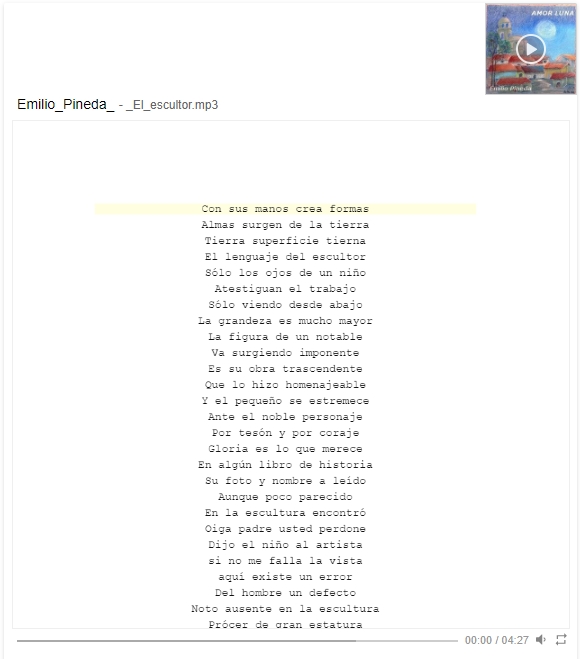 AMOR LUNA
Emilio Pineda
Emilio_Pineda_ - _El_escultor.mp3
Con sus manos crea formas
Almas surgen de la tierra
Tierra superficie tierna
El lenguaje del escultor
Sólo los ojos de un niño
Atestiguan el trabajo
Sólo viendo desde abajo
La grandeza es mucho mayor
La figura de un notable
Va surgiendo imponente
Es su obra trascendente
Que lo hizo homenajeable
Y el pequeño se estremece
Ante el noble personaje
Por tesón y por coraje
Gloria es lo que merece
En algún libro de historia
Su foto y nombre a leído
Aunque poco parecido
En la escultura encontró
Oiga padre usted perdone
Dijo el niño al artista
si no me falla la vista
aquí existe un error
Del hombre un defecto
Noto ausente en la escultura
Prócer de gran estatura
00:00 / 04:27